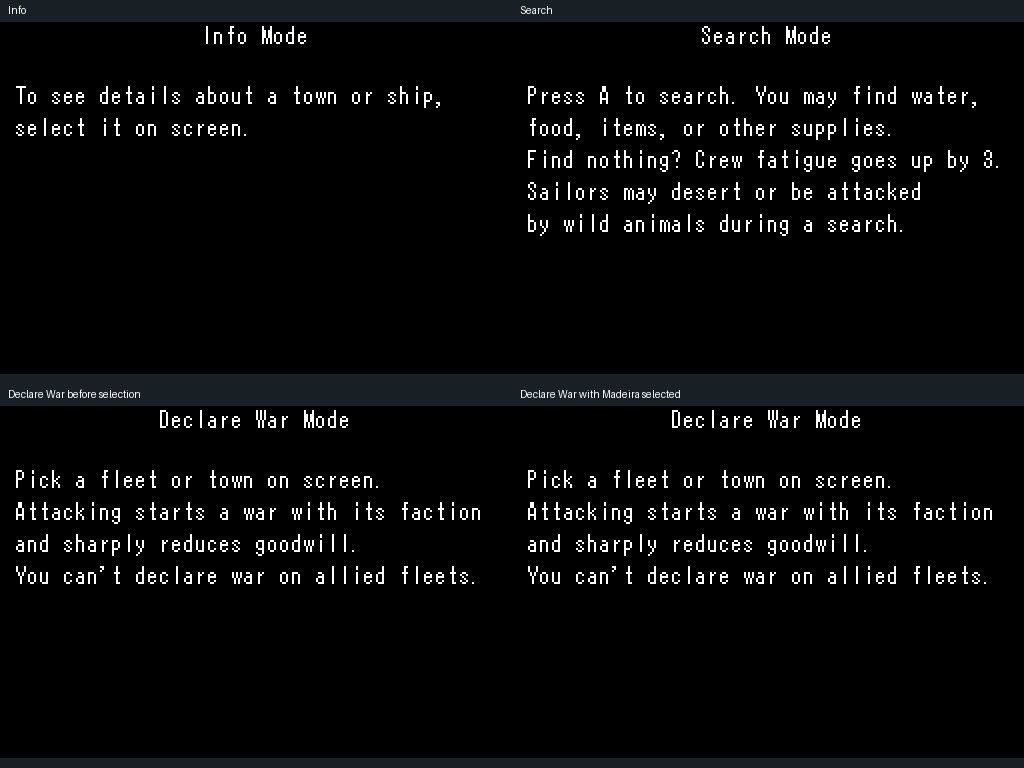 Info
Info Mode
To see details about a town or ship,
select it on screen.
Search
Search Mode
Press A to search. You may find water,
food, items, or other supplies.
Find nothing? Crew fatigue goes up by 3.
Sailors may desert or be attacked
by wild animals during a search.
Declare War before selection
Declare War Mode
Pick a fleet or town on screen.
Attacking starts a war with its faction
and sharply reduces goodwill.
You can't declare war on allied fleets.
Declare War with Madeira selected
Declare War Mode
Pick a fleet or town on screen.
Attacking starts a war with its faction
and sharply reduces goodwill.
You can't declare war on allied fleets.